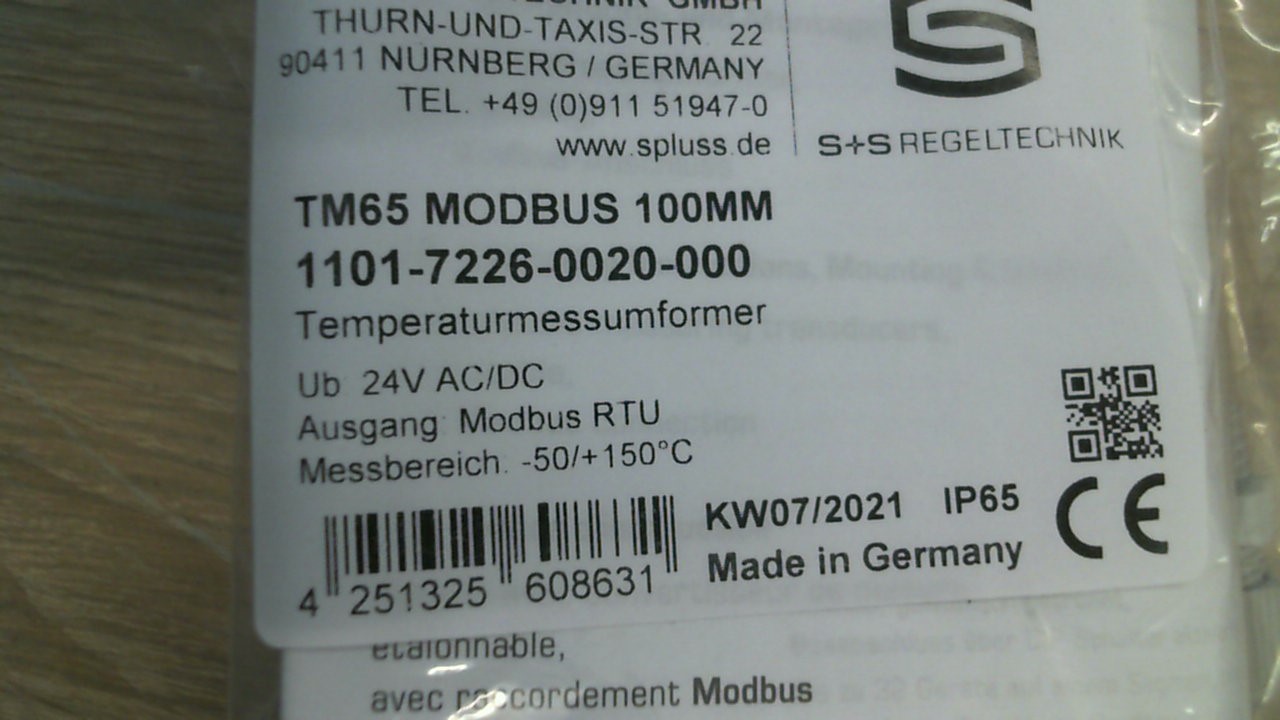 GMBH
THURN-UND-TAXIS-STR. 22
90411 NURNBERG / GERMANY
TEL. +49 (0)911 51947-0
www.spluss.de
S+S REGELTECHNIK
TM65 MODBUS 100MM
1101-7226-0020-000
Temperaturmessumformer
Ub 24V AC/DC
Ausgang: Modbus RTU
Messbereich. -50/+150°C
KW07/2021 IP65
Made in Germany
CE
4 251325 608631
etalonnable,
avec raccordement Modbus